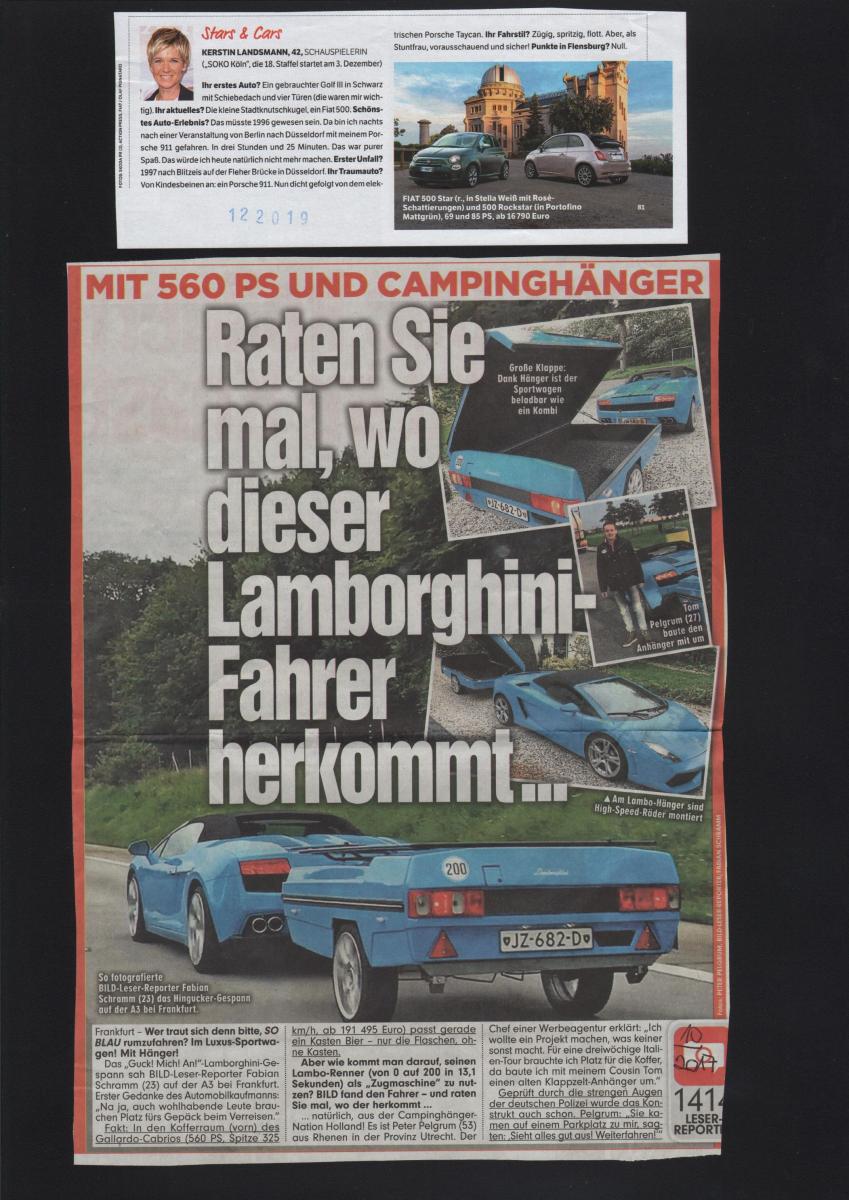 Stars & Cars
KERSTIN LANDSMANN, 42, SCHAUSPIELERIN
(„SOKO Köln", die 18. Staffel startet am 3. Dezember)
Ihr erstes Auto? Ein gebrauchter Golf III in Schwarz
mit Schiebedach und vier Türen (die waren mir wich-
tig). Ihr aktuelles? Die kleine Stadtknutschkugel, ein Fiat 500. Schöns-
tes Auto-Erlebnis? Das müsste 1996 gewesen sein. Da bin ich nachts
nach einer Veranstaltung von Berlin nach Düsseldorf mit meinem Por-
sche 911 gefahren. In drei Stunden und 25 Minuten. Das war purer
Spaß. Das würde ich heute natürlich nicht mehr machen. Erster Unfall?
1997 nach Blitzeis auf der Fleher Brücke in Düsseldorf. Ihr Traumauto?
Von Kindesbeinen an: ein Porsche 911. Nun dicht gefolgt von dem elek-
trischen Porsche Taycan. Ihr Fahrstil? Zügig, spritzig, flott. Aber, als
Stuntfrau, vorausschauend und sicher! Punkte in Flensburg? Null.
FIAT 500 Star (r., in Stella Weiß mit Rosé-
Schattierungen) und 500 Rockstar (in Portofino
Mattgrün), 69 und 85 PS, ab 16 790 Euro
81
12 2019
MIT 560 PS UND CAMPINGHÄNGER
Raten Sie
mal, wo
dieser
Lamborghini-
Fahrer
herkommt...
Große Klappe:
Dank Hänger ist der
Sportwagen
beladbar wie
ein Kombi
JZ-682-D
Tom
Pelgrum (27)
baute den
Anhänger mit um
▲ Am Lambo-Hänger sind
High-Speed-Räder montiert
200
Lamborghini
JZ-682-D
So fotografierte
BILD-Leser-Reporter Fabian
Schramm (23) das Hingucker-Gespann
auf der A3 bei Frankfurt.
Fotos: PETER PELGRUM, BILD-LESER-REPORTER/FABIAN SCHRAMM
Frankfurt – Wer traut sich denn bitte, SO
BLAU rumzufahren? Im Luxus-Sportwa-
gen! Mit Hänger!
Das „Guck! Mich! An!"-Lamborghini-Ge-
spann sah BILD-Leser-Reporter Fabian
Schramm (23) auf der A3 bei Frankfurt.
Erster Gedanke des Automobilkaufmanns:
„Na ja, auch wohlhabende Leute brau-
chen Platz fürs Gepäck beim Verreisen."
Fakt: In den Kofferraum (vorn) des
Gallardo-Cabrios (560 PS, Spitze 325
km/h, ab 191 495 Euro) passt gerade
ein Kasten Bier – nur die Flaschen, oh-
ne Kasten.
Aber wie kommt man darauf, seinen
Lambo-Renner (von 0 auf 200 in 13,1
Sekunden) als „Zugmaschine" zu nut-
zen? BILD fand den Fahrer – und raten
Sie mal, wo der herkommt ...
... natürlich, aus der Campinghänger-
Nation Holland! Es ist Peter Pelgrum (53)
aus Rhenen in der Provinz Utrecht. Der
Chef einer Werbeagentur erklärt: „Ich
wollte ein Projekt machen, was keiner
sonst macht. Für eine dreiwöchige Itali-
en-Tour brauchte ich Platz für die Koffer,
da baute ich mit meinem Cousin Tom
einen alten Klappzelt-Anhänger um."
Geprüft durch die strengen Augen
der deutschen Polizei wurde das Kon-
strukt auch schon. Pelgrum: „Sie ka-
men auf einem Parkplatz zu mir, sag-
ten: ‚Sieht alles gut aus! Weiterfahren!'"
10
2017
1414
LESER-
REPORTE